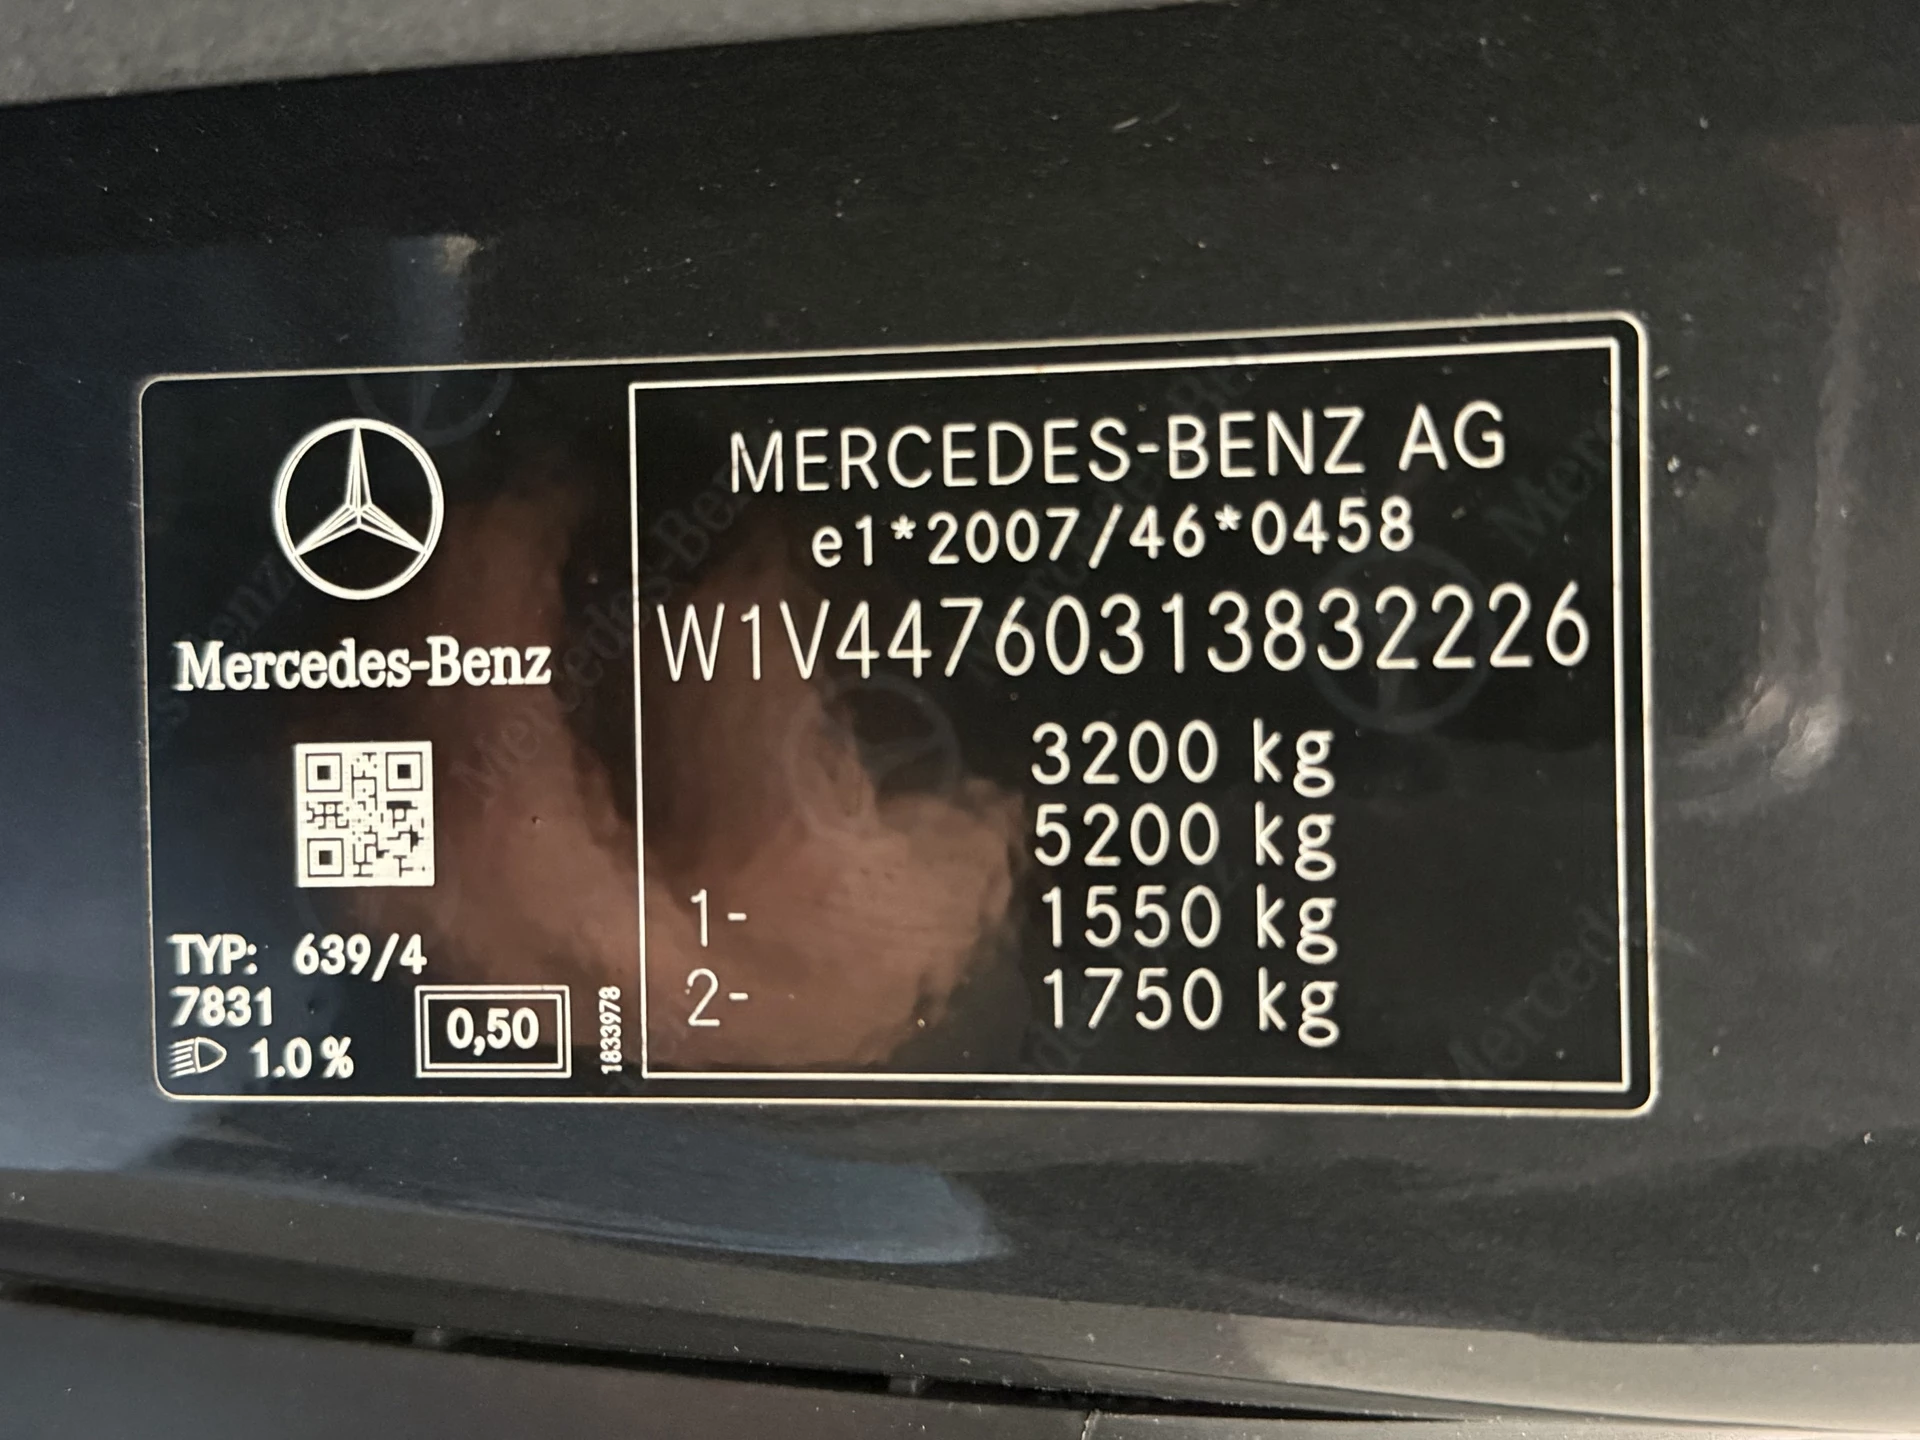 Mercedes-Benz
TYP: 639/4
7831
1.0%
0,50
1833978
MERCEDES-BENZ AG
e1*2007/46*0458
W1V44760313832226
3200 kg
5200 kg
1- 1550 kg
2- 1750 kg